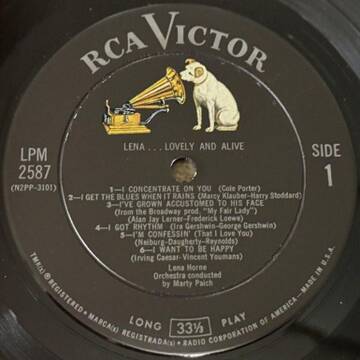 RCA VICTOR
LENA . . . LOVELY AND ALIVE
LPM
2587
(N2PP-3101)
SIDE
1
1—I CONCENTRATE ON YOU (Cole Porter)
2—I GET THE BLUES WHEN IT RAINS (Marcy Klauber-Harry Stoddard)
3—I'VE GROWN ACCUSTOMED TO HIS FACE
(from the Broadway prod. "My Fair Lady")
(Alan Jay Lerner-Frederick Loewe)
4—I GOT RHYTHM (Ira Gershwin-George Gershwin)
5—I'M CONFESSIN' (That I Love You)
(Neiburg-Daugherty-Reynolds)
6—I WANT TO BE HAPPY
(Irving Caesar-Vincent Youmans)
Lena Horne
Orchestra conducted
by Marty Paich
LONG 33⅓ PLAY
TMK(s) ® REGISTERED • MARCA(s) REGISTRADA(s) • RADIO CORPORATION OF AMERICA—MADE IN U.S.A.